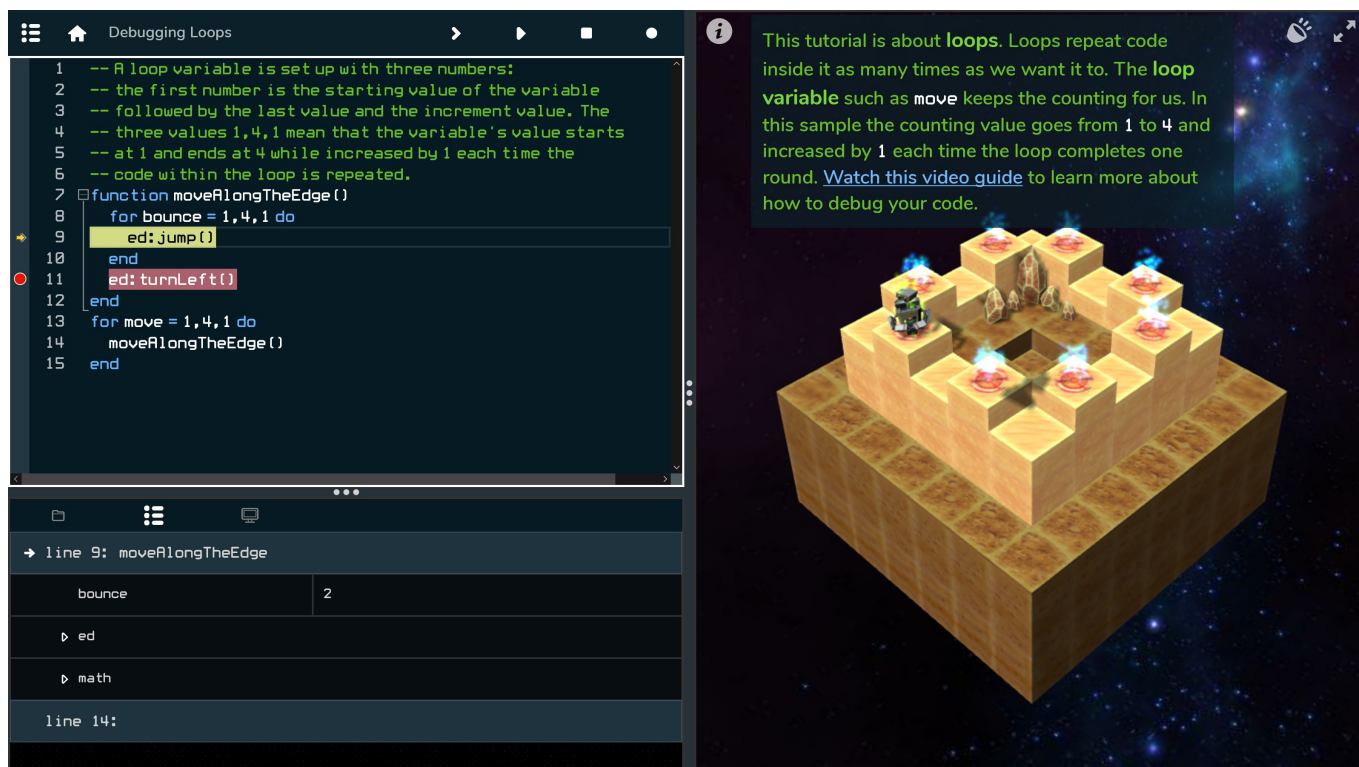 Debugging Loops
1 -- A loop variable is set up with three numbers:
2 -- the first number is the starting value of the variable
3 -- followed by the last value and the increment value. The
4 -- three values 1,4,1 mean that the variable's value starts
5 -- at 1 and ends at 4 while increased by 1 each time the
6 -- code within the loop is repeated.
7 function moveAlongTheEdge()
8 for bounce = 1,4,1 do
9 ed:jump()
10 end
11 ed:turnLeft()
12 end
13 for move = 1,4,1 do
14 moveAlongTheEdge()
15 end
line 9: moveAlongTheEdge
bounce 2
ed
math
line 14:
i
This tutorial is about loops. Loops repeat code
inside it as many times as we want it to. The loop
variable such as move keeps the counting for us. In
this sample the counting value goes from 1 to 4 and
increased by 1 each time the loop completes one
round. Watch this video guide to learn more about
how to debug your code.